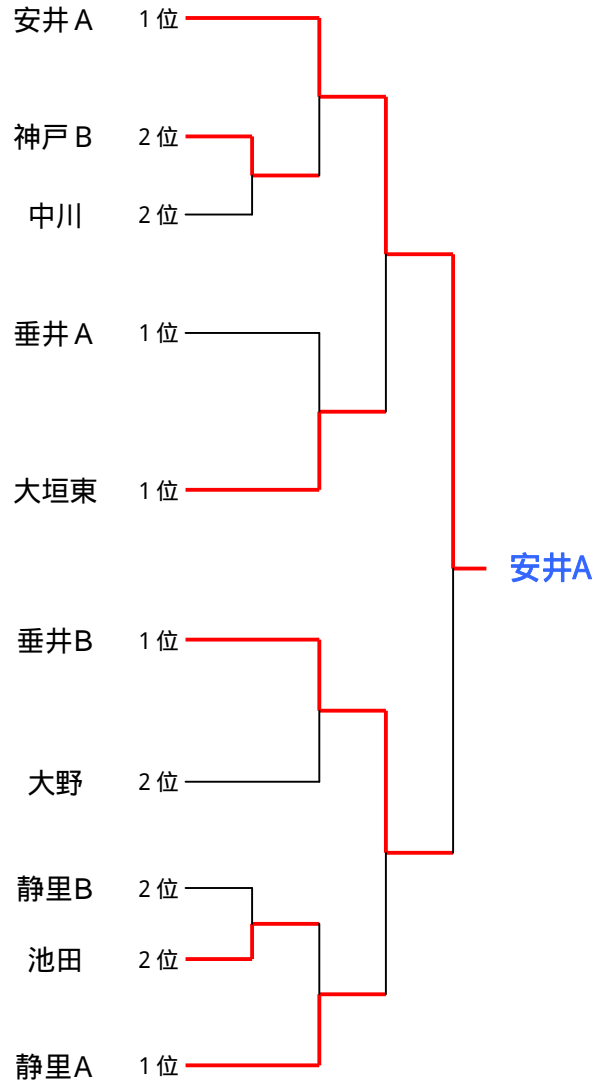 安井A 1位
神戸B 2位
中川 2位
垂井A 1位
大垣東 1位
安井A
垂井B 1位
大野 2位
静里B 2位
池田 2位
静里A 1位